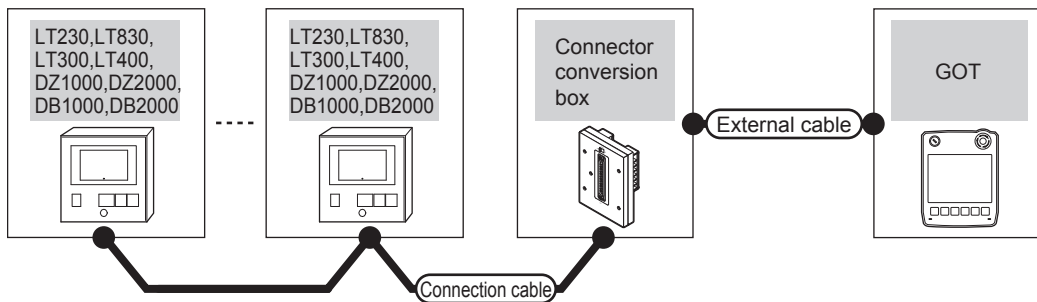 LT230,LT830,
LT300,LT400,
DZ1000,DZ2000,
DB1000,DB2000
LT230,LT830,
LT300,LT400,
DZ1000,DZ2000,
DB1000,DB2000
Connector
conversion
box
GOT
External cable
Connection cable